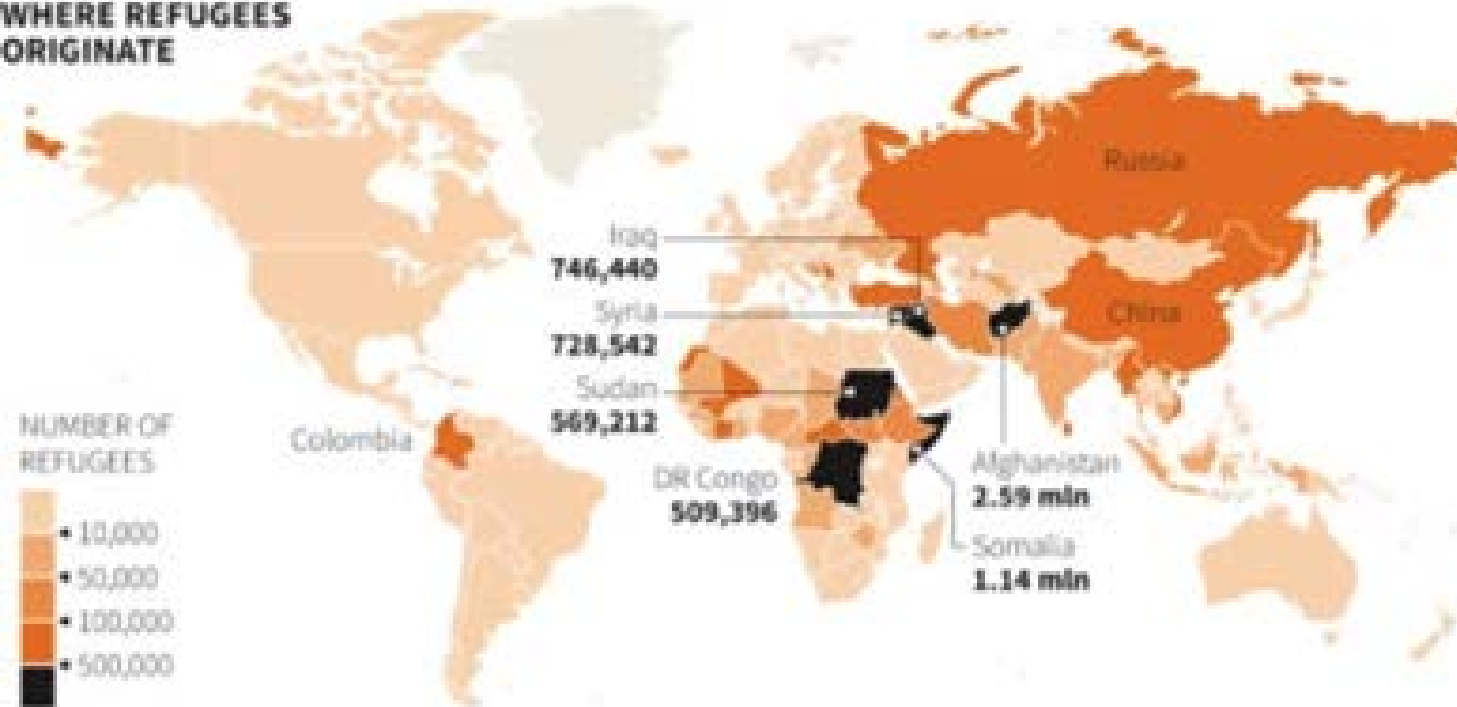 WHERE REFUGEES
ORIGINATE
Russia
Iraq
746,440
China
Syria
728,542
Sudan
569,212
Colombia
DR Congo
509,396
Afghanistan
2.59 mln
Somalia
1.14 mln
NUMBER OF
REFUGEES
• 10,000
• 50,000
• 100,000
• 500,000